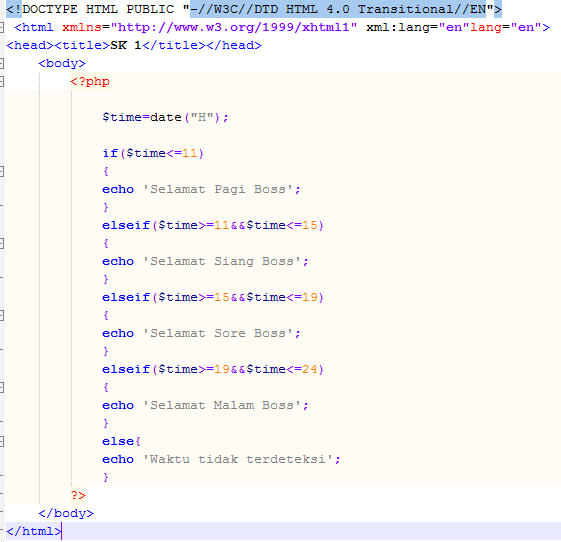 <!DOCTYPE HTML PUBLIC "-//W3C//DTD HTML 4.0 Transitional//EN">
<html xmlns="http://www.w3.org/1999/xhtml1" xml:lang="en"lang="en">
<head><title>SK 1</title></head>
<body>
<?php
$time=date("H");
if($time<=11)
{
echo 'Selamat Pagi Boss';
}
elseif($time>=11&&$time<=15)
{
echo 'Selamat Siang Boss';
}
elseif($time>=15&&$time<=19)
{
echo 'Selamat Sore Boss';
}
elseif($time>=19&&$time<=24)
{
echo 'Selamat Malam Boss';
}
else{
echo 'Waktu tidak terdeteksi';
}
?>
</body>
</html>